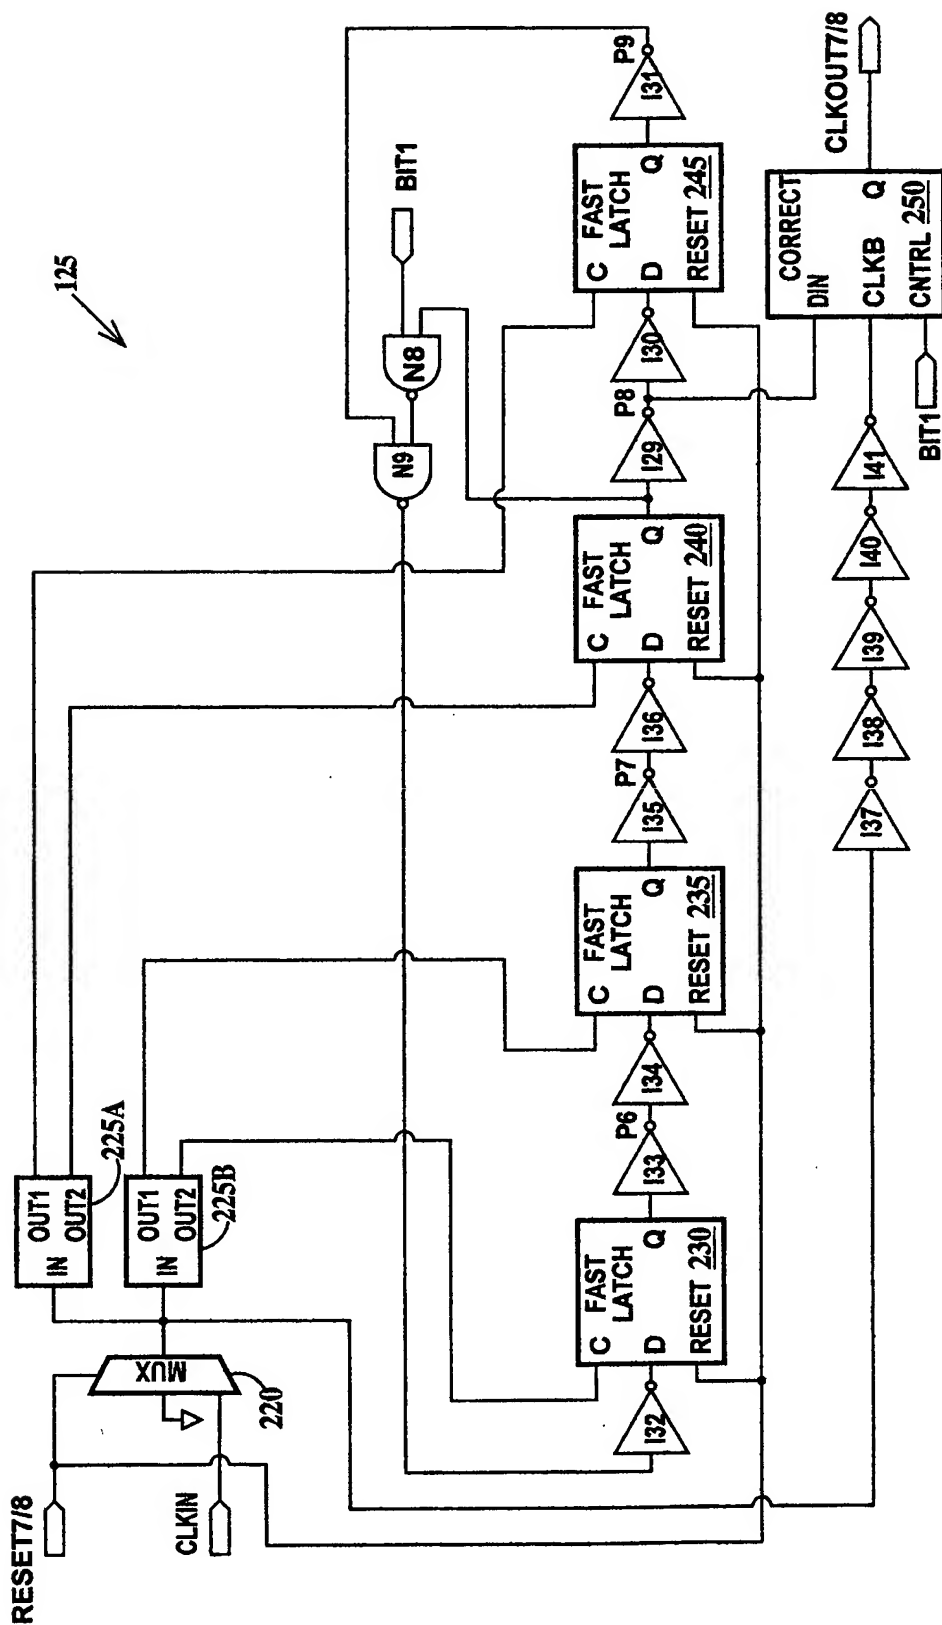 125
RESET7/8
CLKIN
MUX
220
IN
OUT1
OUT2
225A
IN
OUT1
OUT2
225B
BIT1
N8
N9
I32
FAST
LATCH
C
D
Q
RESET 230
I33
P6
I34
FAST
LATCH
C
D
Q
RESET 235
I35
P7
I36
FAST
LATCH
C
D
Q
RESET 240
I29
P8
I30
FAST
LATCH
C
D
Q
RESET 245
I31
P9
I37
I38
I39
I40
I41
BIT1
CORRECT
DIN
CLKB
Q
CNTRL 250
CLKOUT7/8